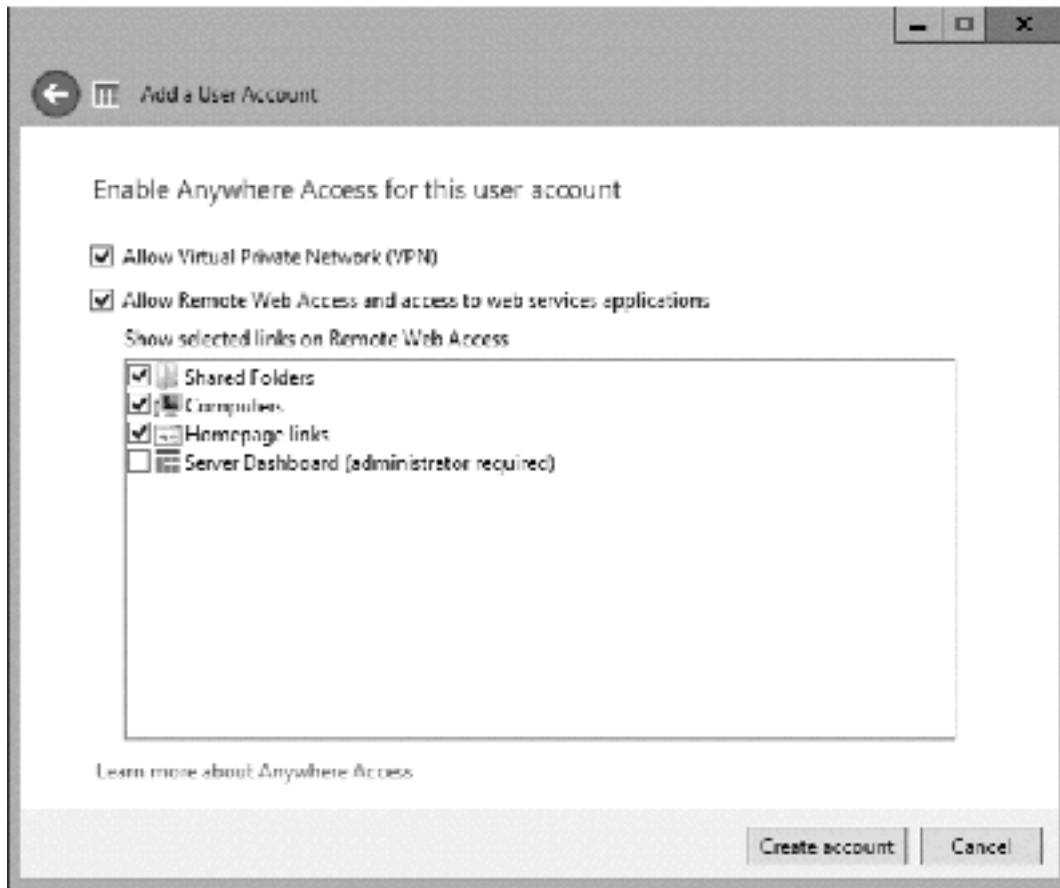 Add a User Account
Enable Anywhere Access for this user account
Allow Virtual Private Network (VPN)
Allow Remote Web Access and access to web services applications
Show selected links on Remote Web Access
Shared Folders
Computers
Homepage links
Server Dashboard (administrator required)
Learn more about Anywhere Access
Create account Cancel